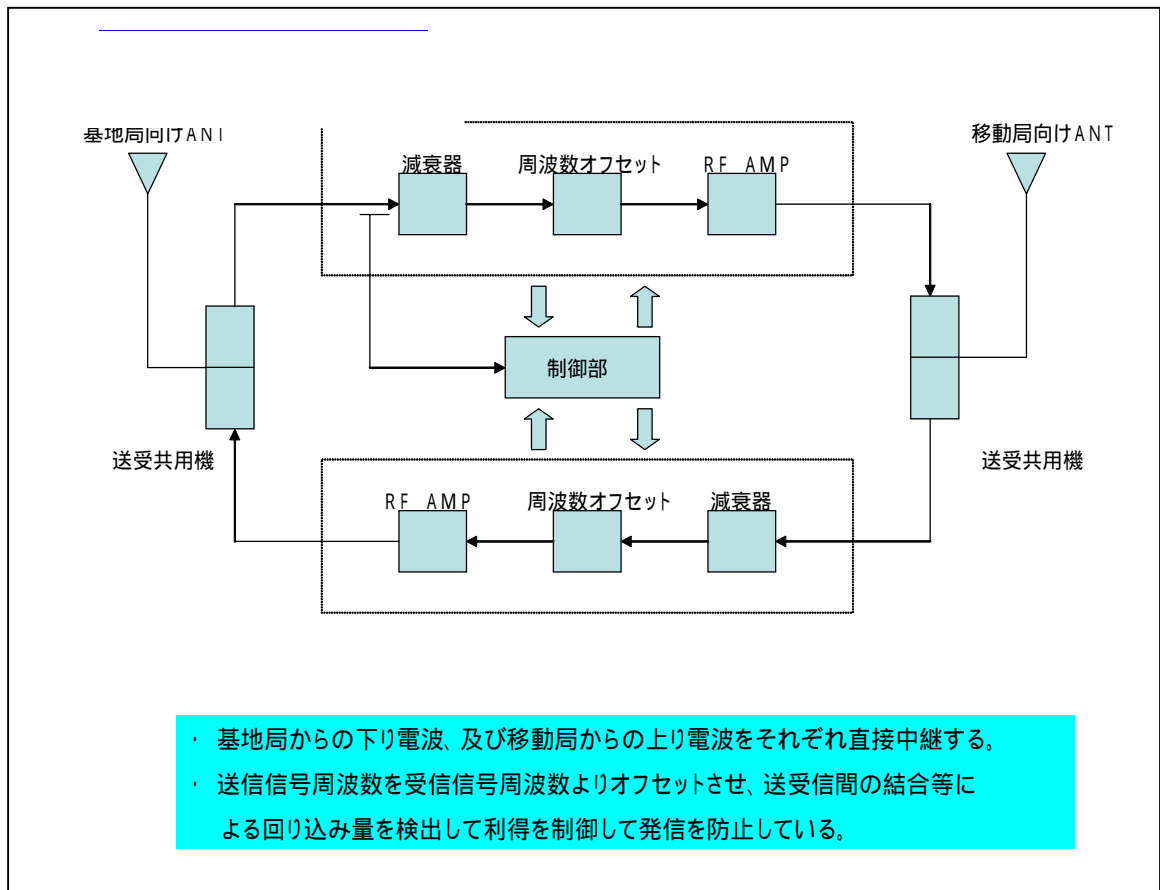 基地局向けANT
移動局向けANT
減衰器
周波数オフセット
RF AMP
制御部
送受共用機
送受共用機
RF AMP
周波数オフセット
減衰器
・ 基地局からの下り電波、及び移動局からの上り電波をそれぞれ直接中継する。
・ 送信信号周波数を受信信号周波数よりオフセットさせ、送受信間の結合等に
よる回り込み量を検出して利得を制御して発信を防止している。